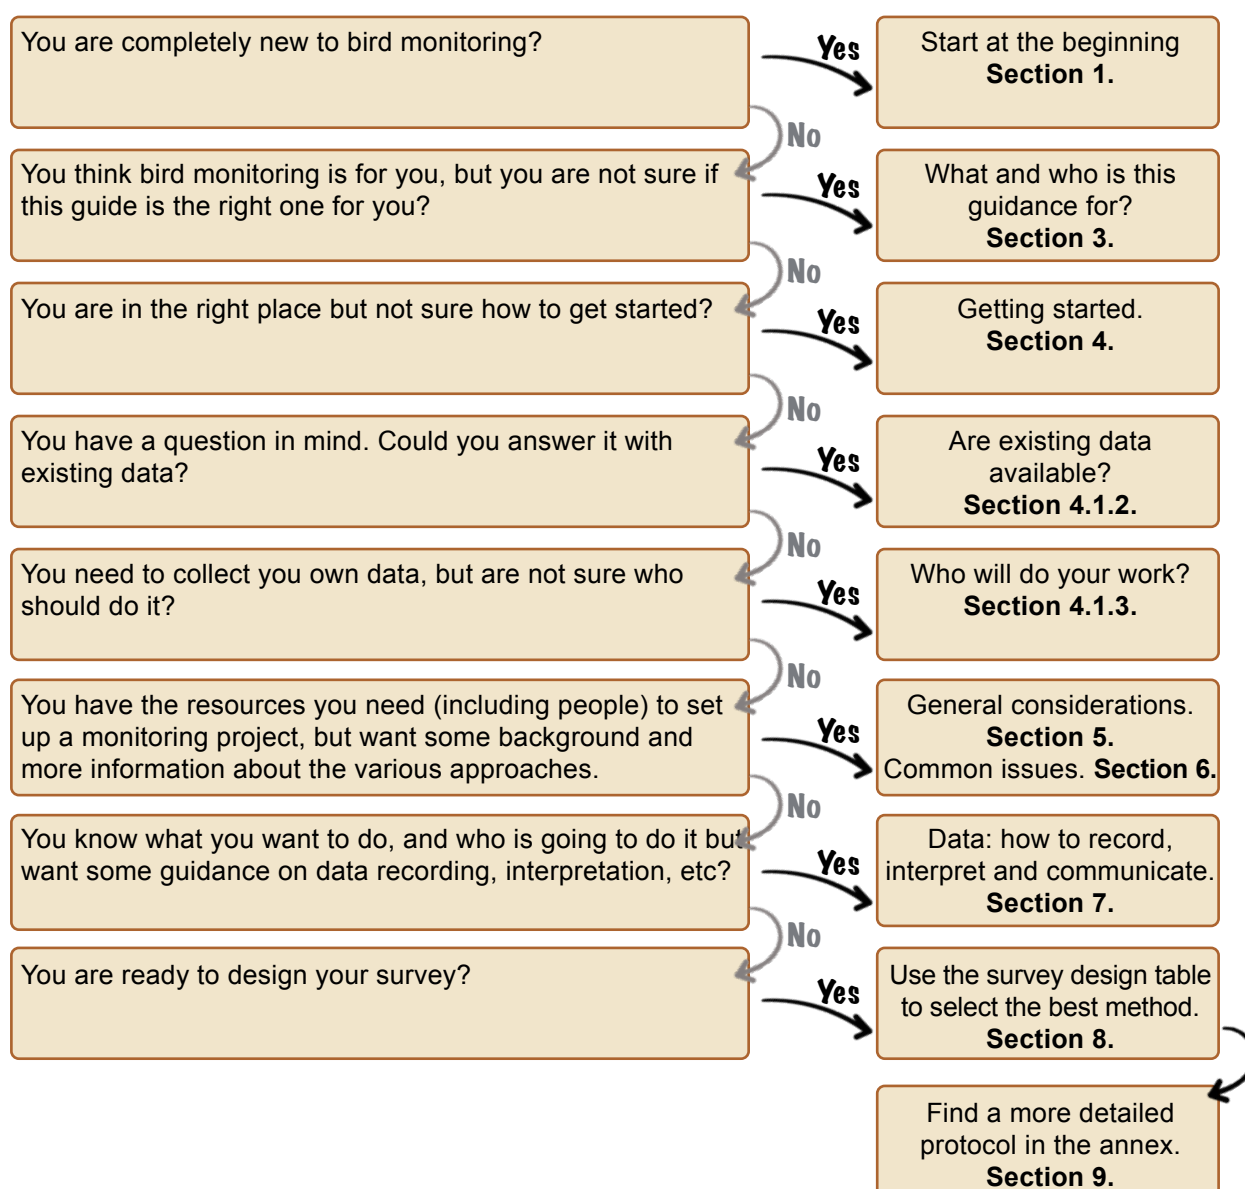 You are completely new to bird monitoring?
Yes
Start at the beginning
Section 1.
No
You think bird monitoring is for you, but you are not sure if
this guide is the right one for you?
Yes
What and who is this
guidance for?
Section 3.
No
You are in the right place but not sure how to get started?
Yes
Getting started.
Section 4.
No
You have a question in mind. Could you answer it with
existing data?
Yes
Are existing data
available?
Section 4.1.2.
No
You need to collect you own data, but are not sure who
should do it?
Yes
Who will do your work?
Section 4.1.3.
No
You have the resources you need (including people) to set
up a monitoring project, but want some background and
more information about the various approaches.
Yes
General considerations.
Section 5.
Common issues. Section 6.
No
You know what you want to do, and who is going to do it but
want some guidance on data recording, interpretation, etc?
Yes
Data: how to record,
interpret and communicate.
Section 7.
No
You are ready to design your survey?
Yes
Use the survey design table
to select the best method.
Section 8.
Find a more detailed
protocol in the annex.
Section 9.